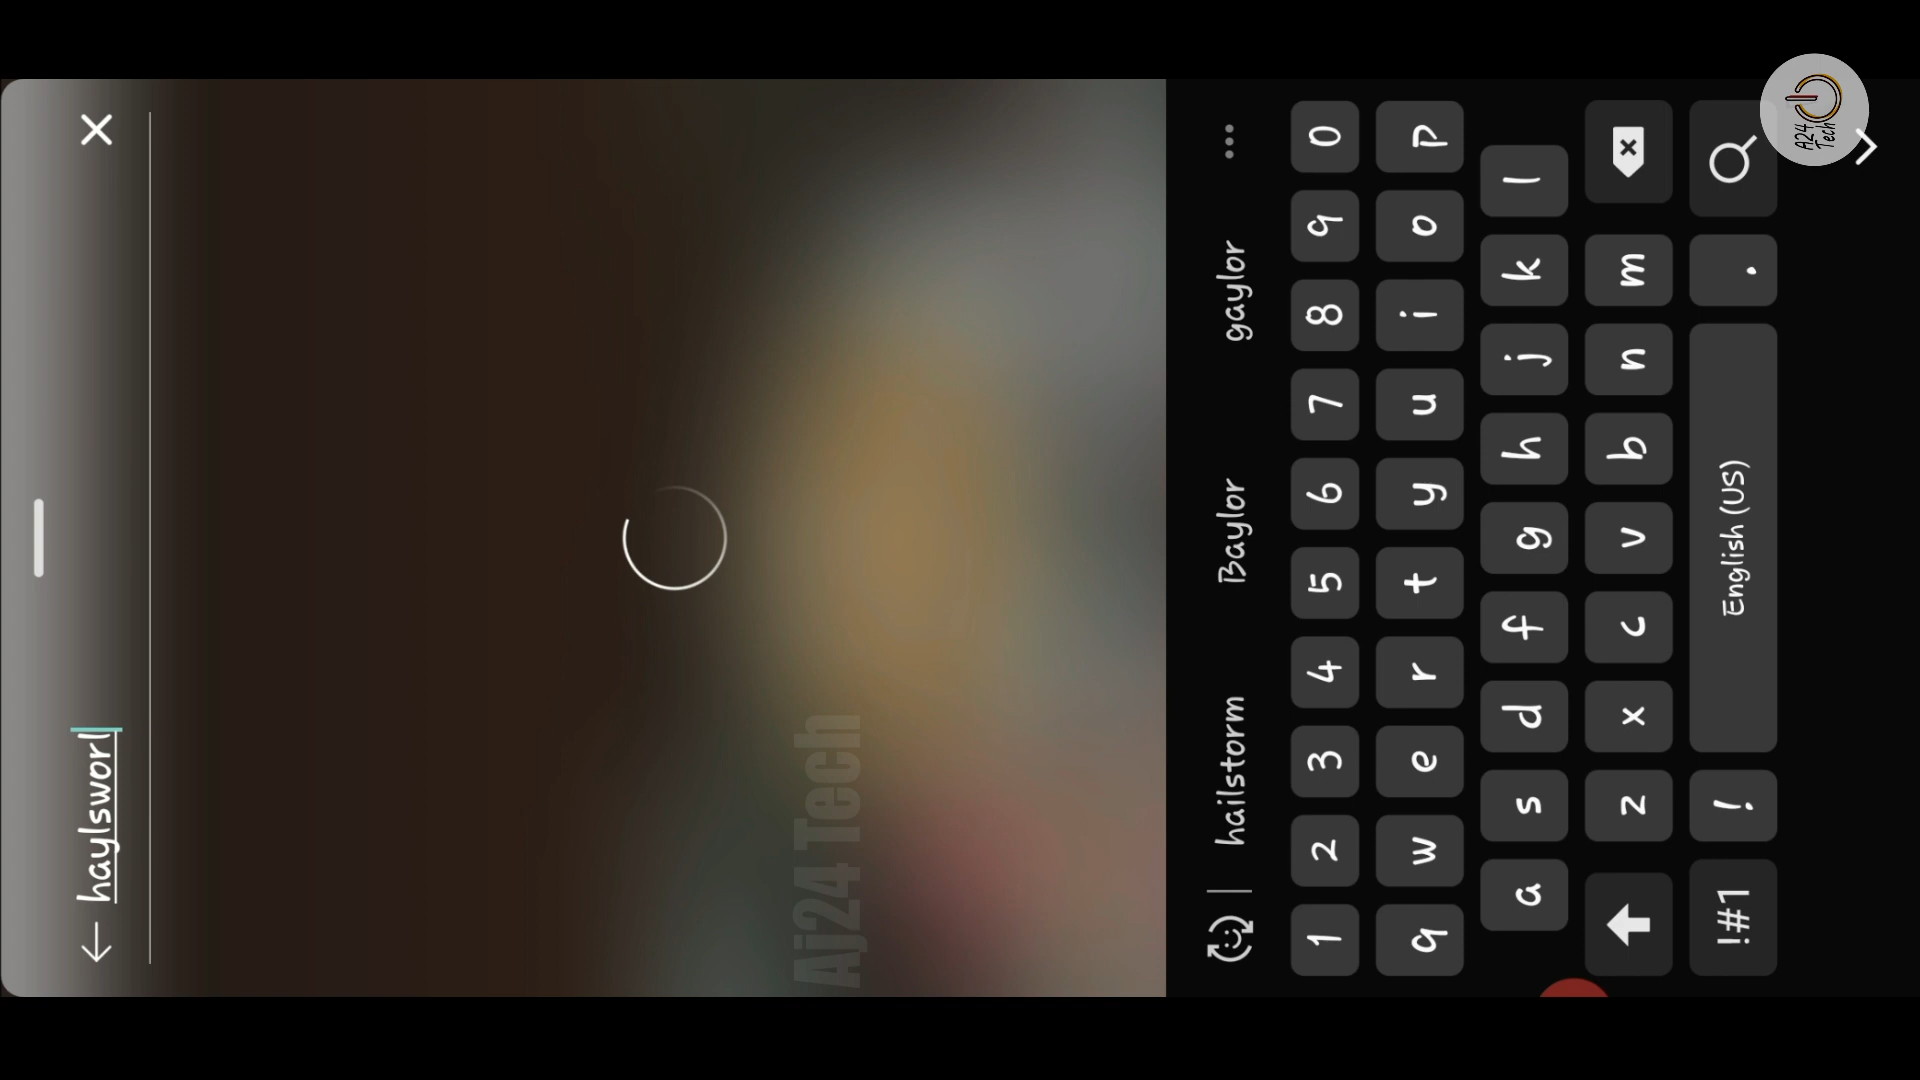 haylsworl
hailstorm Baylor gaylor
1 2 3 4 5 6 7 8 9 0
q w e r t y u i o p
a s d f g h j k l
z x c v b n m
!#1 ! English (US) .
Aj24 Tech
A24
Tech